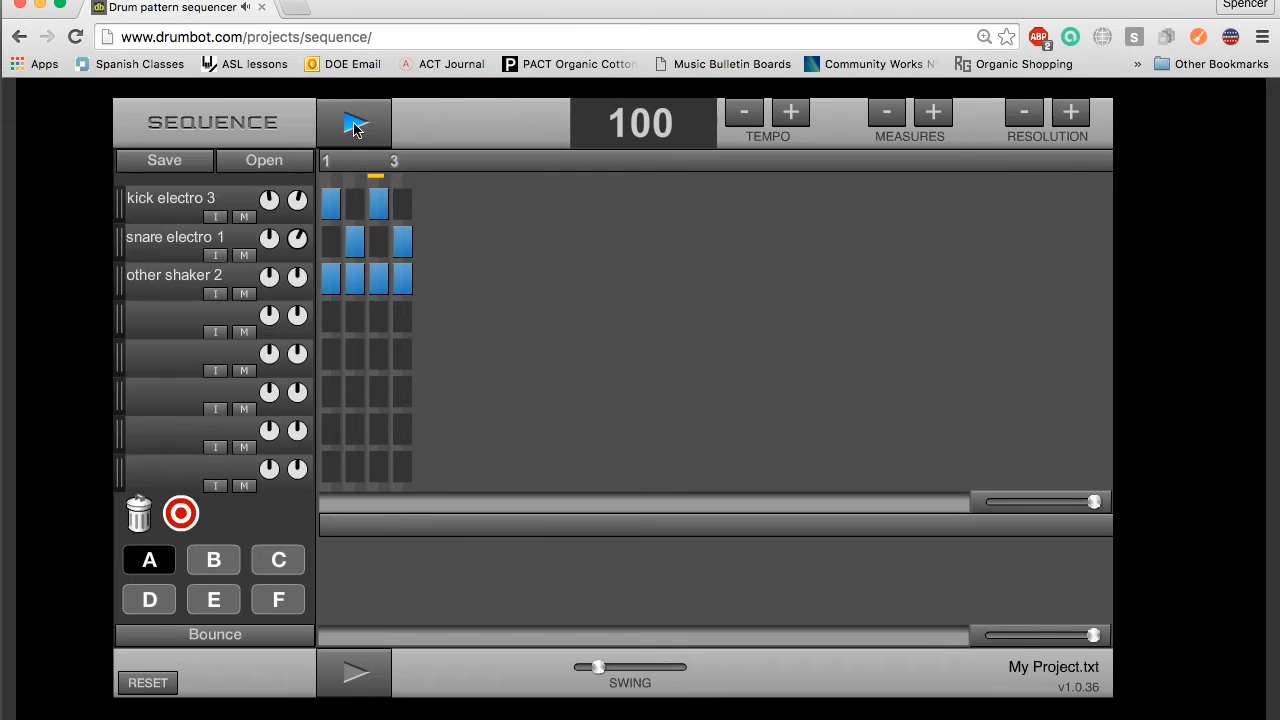 Drum pattern sequencer
Spencer
www.drumbot.com/projects/sequence/
ABP
2
S
Apps
Spanish Classes
ASL lessons
DOE Email
ACT Journal
PACT Organic Cotton
Music Bulletin Boards
Community Works N
Organic Shopping
»
Other Bookmarks
SEQUENCE
100
- +
TEMPO
- +
MEASURES
- +
RESOLUTION
Save
Open
1
3
kick electro 3
I M
snare electro 1
I M
other shaker 2
I M
I M
I M
I M
I M
I M
A B C
D E F
Bounce
RESET
SWING
My Project.txt
v1.0.36